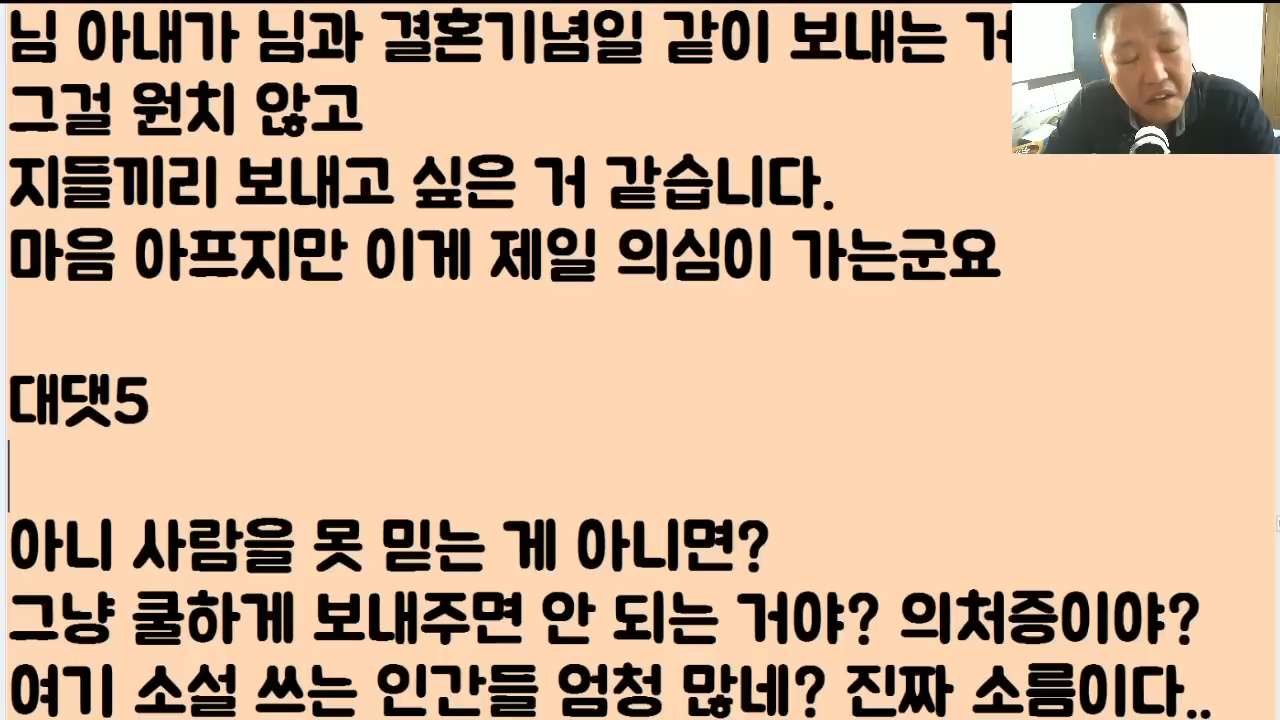 님 아내가 님과 결혼기념일 같이 보내는 거
그걸 원치 않고
지들끼리 보내고 싶은 거 같습니다.
마음 아프지만 이게 제일 의심이 가는군요
대댓5
아니 사람을 못 믿는 게 아니면?
그냥 쿨하게 보내주면 안 되는 거야? 의처증이야?
여기 소설 쓰는 인간들 엄청 많네? 진짜 소름이다..